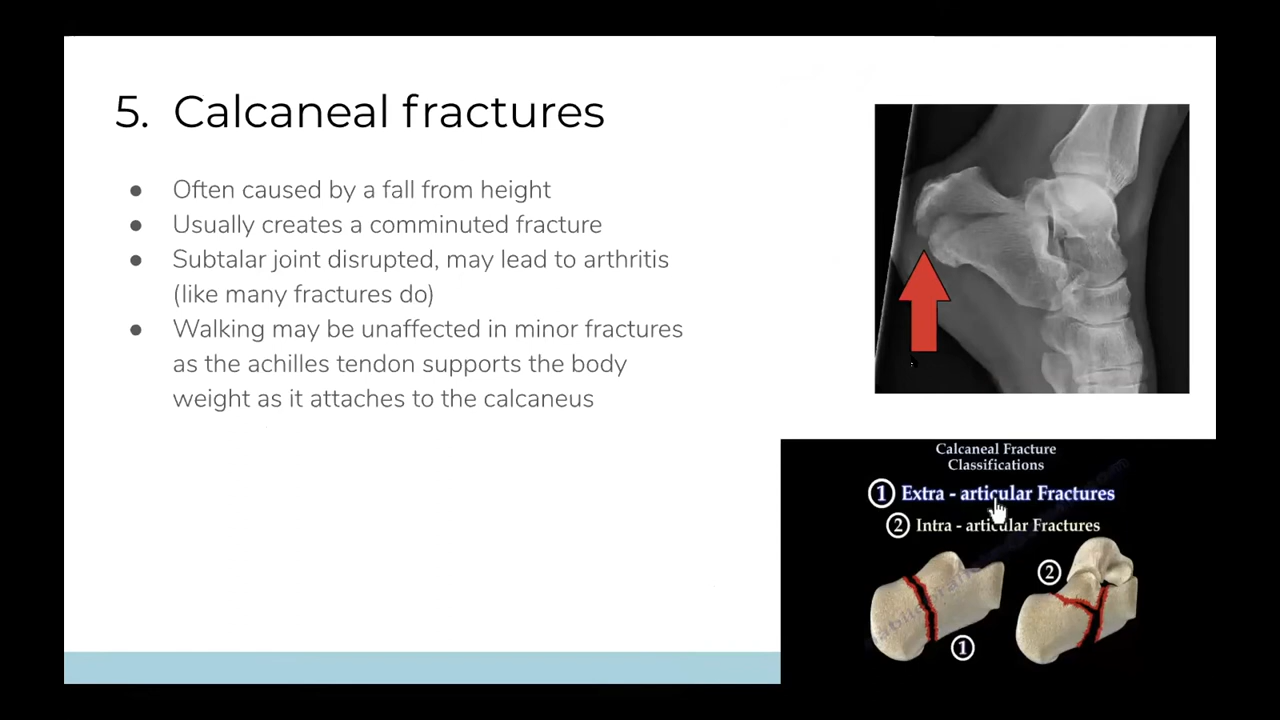 5. Calcaneal fractures
● Often caused by a fall from height
● Usually creates a comminuted fracture
● Subtalar joint disrupted, may lead to arthritis
(like many fractures do)
● Walking may be unaffected in minor fractures
as the achilles tendon supports the body
weight as it attaches to the calcaneus
Calcaneal Fracture
Classifications
1 Extra - articular Fractures
2 Intra - articular Fractures
2
1